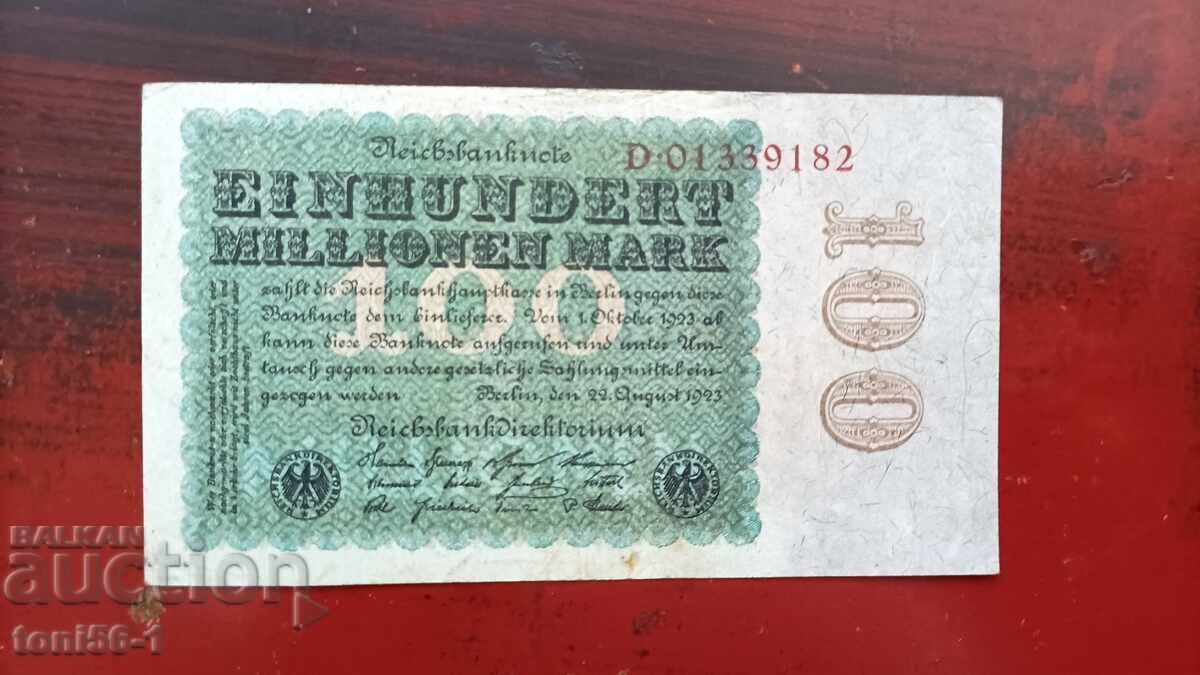 Reichsbanknote
D·01339182
EINHUNDERT
MILLIONEN MARK
100
zahlt die Reichsbankhauptkasse in Berlin gegen diese
Banknote dem Einlieferer. Vom 1. Oktober 1923 ab
kann diese Banknote aufgerufen und unter Um-
tausch gegen andere gesetzliche Zahlungsmittel ein-
gezogen werden
Berlin, den 22. August 1923
Reichsbankdirektorium
REICHSBANKDIREKTORIUM
REICHSBANKDIREKTORIUM
100
BALKAN
auction
toni56-1